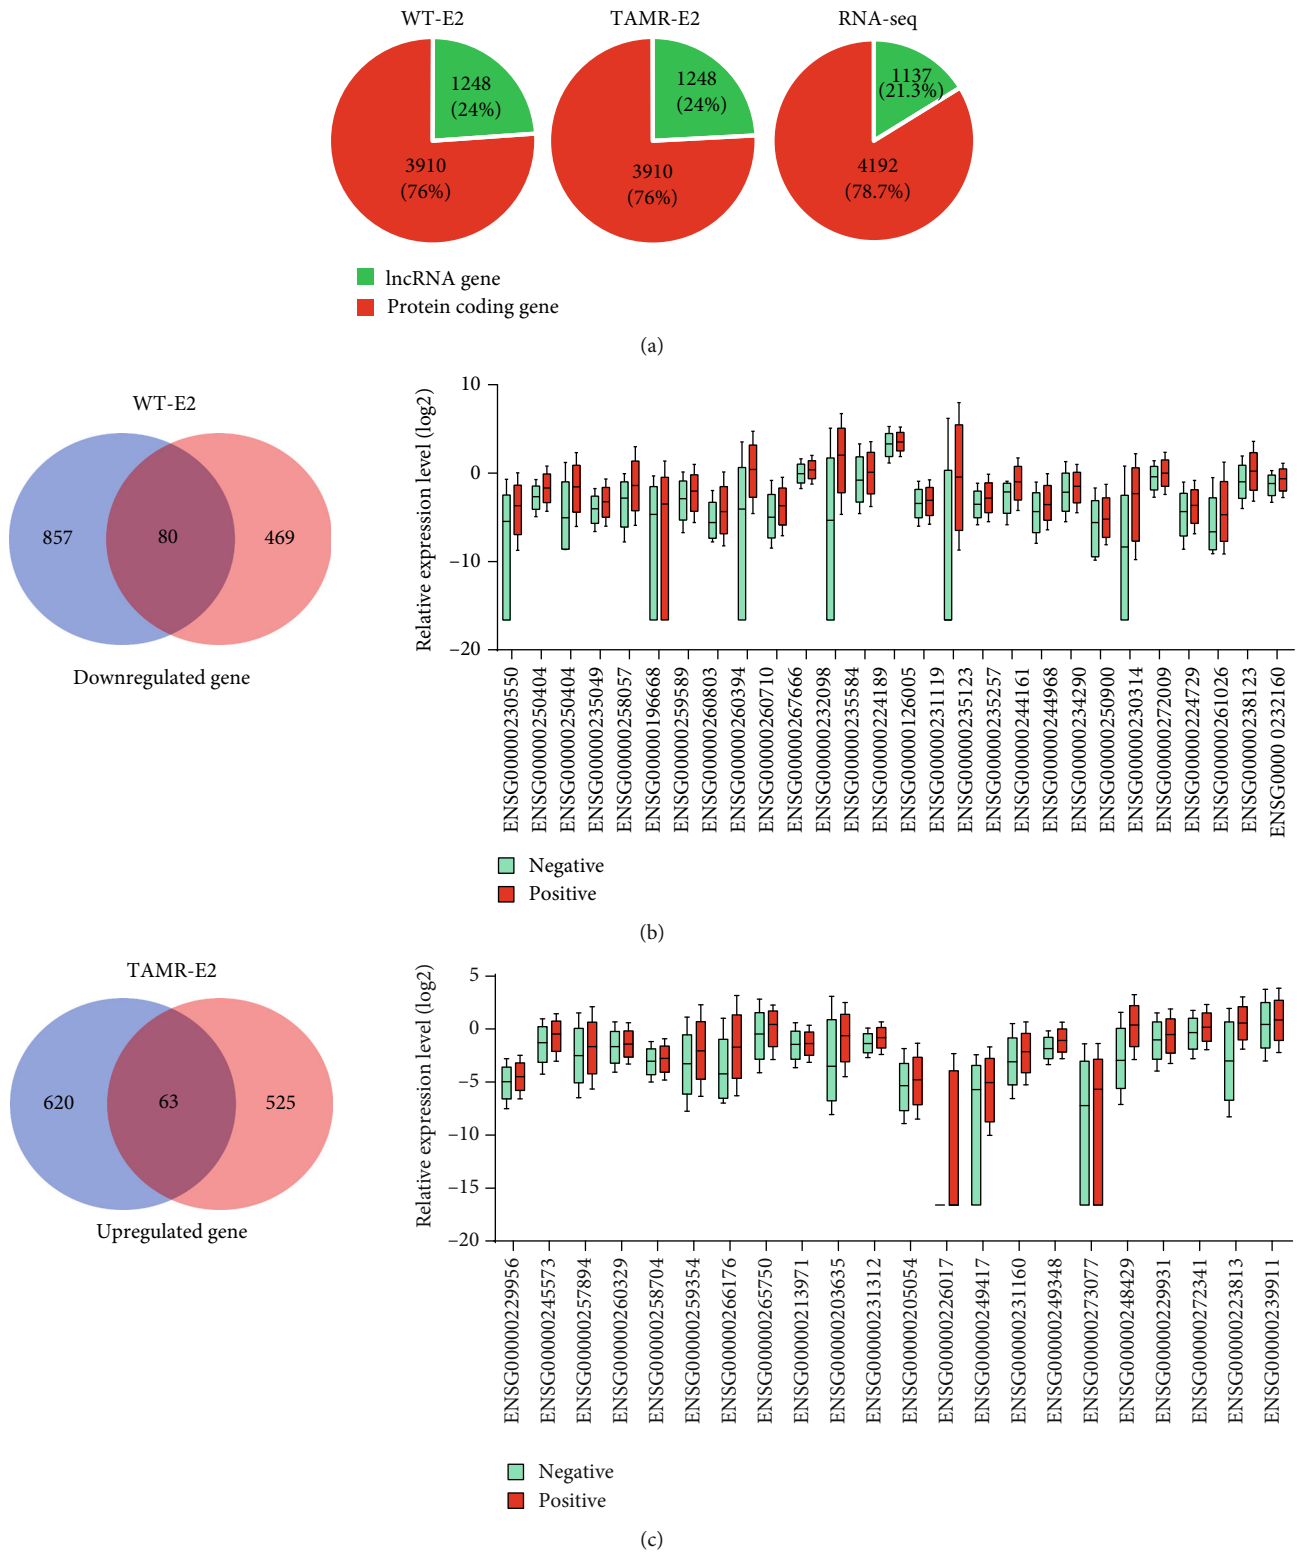 WT-E2
TAMR-E2
RNA-seq
1248
(24%)
3910
(76%)
1248
(24%)
3910
(76%)
1137
(21.3%)
4192
(78.7%)
lncRNA gene
Protein coding gene
(a)
WT-E2
857
80
469
Downregulated gene
Relative expression level (log2)
10
0
–10
–20
ENSG00000230550
ENSG00000250404
ENSG00000250404
ENSG00000235049
ENSG00000258057
ENSG00000196668
ENSG00000259589
ENSG00000260803
ENSG00000260394
ENSG00000260710
ENSG00000267666
ENSG00000232098
ENSG00000235584
ENSG00000224189
ENSG00000126005
ENSG00000231119
ENSG00000235123
ENSG00000235257
ENSG00000244161
ENSG00000244968
ENSG00000234290
ENSG00000250900
ENSG00000230314
ENSG00000272009
ENSG00000224729
ENSG00000261026
ENSG00000238123
ENSG0000 0232160
Negative
Positive
(b)
TAMR-E2
620
63
525
Upregulated gene
Relative expression level (log2)
5
0
–5
–10
–15
–20
ENSG00000229956
ENSG00000245573
ENSG00000257894
ENSG00000260329
ENSG00000258704
ENSG00000259354
ENSG00000266176
ENSG00000265750
ENSG00000213971
ENSG00000203635
ENSG00000231312
ENSG00000205054
ENSG00000226017
ENSG00000249417
ENSG00000231160
ENSG00000249348
ENSG00000273077
ENSG00000248429
ENSG00000229931
ENSG00000272341
ENSG00000223813
ENSG00000239911
Negative
Positive
(c)